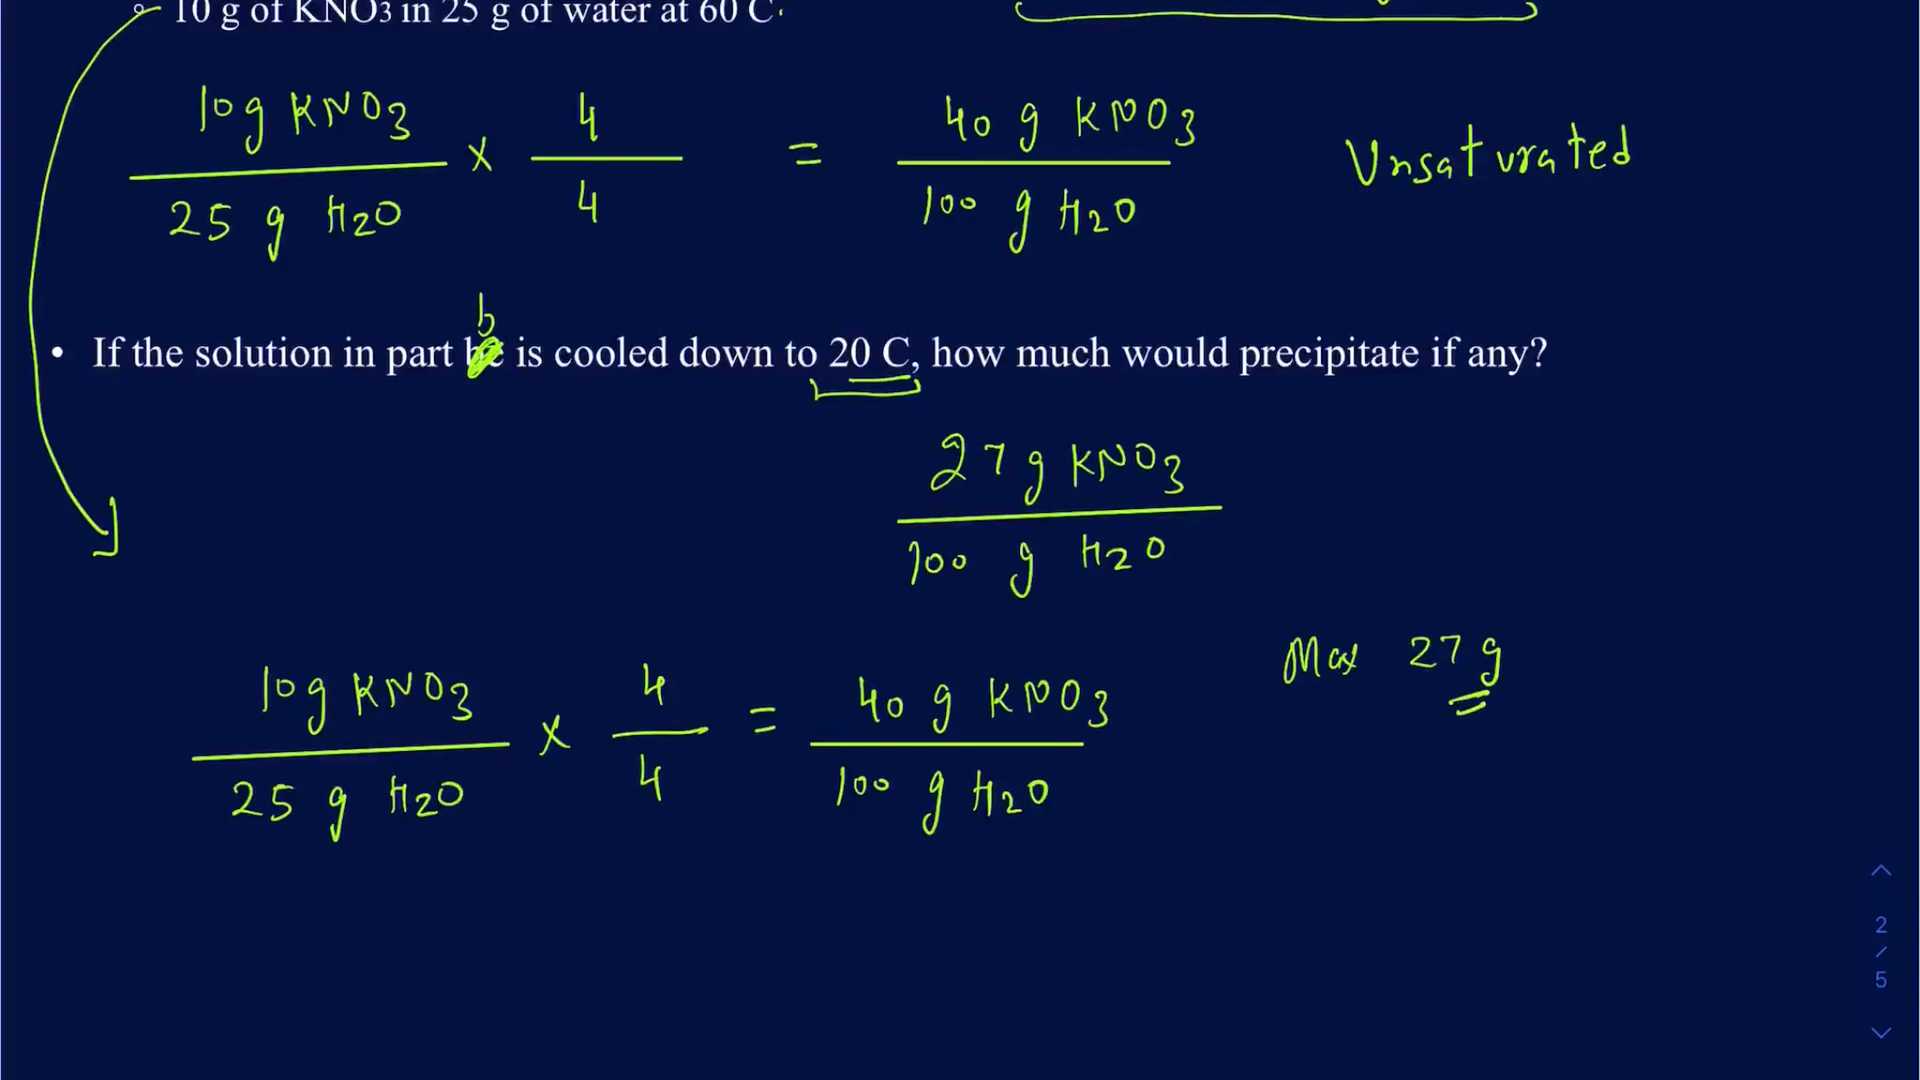 10 g of KNO3 in 25 g of water at 60 C.
10 g KNO3 / 25 g H2O × 4 / 4 = 40 g KNO3 / 100 g H2O Unsaturated
b
• If the solution in part is cooled down to 20 C, how much would precipitate if any?
27 g KNO3 / 100 g H2O
Max 27 g
10 g KNO3 / 25 g H2O × 4 / 4 = 40 g KNO3 / 100 g H2O
2
/
5